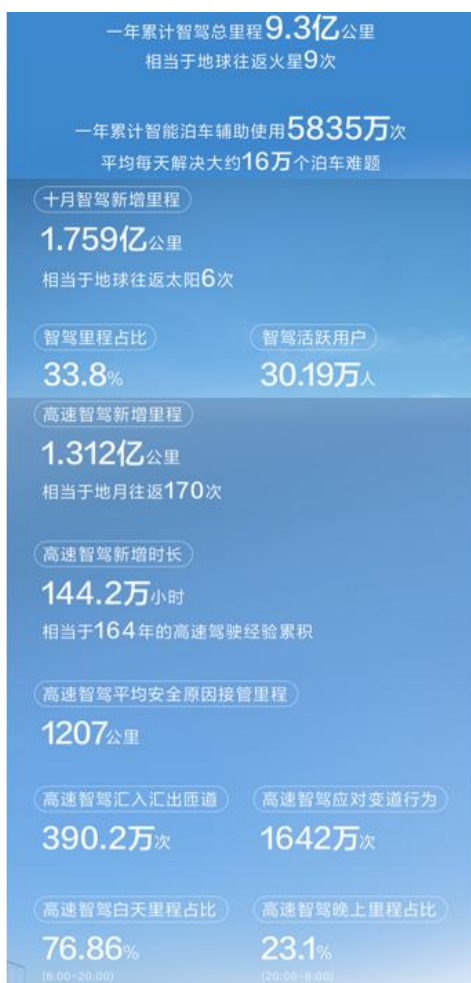 一年累计智驾总里程9.3亿公里
相当于地球往返火星9次
一年累计智能泊车辅助使用5835万次
平均每天解决大约16万个泊车难题
十月智驾新增里程
1.759亿公里
相当于地球往返太阳6次
智驾里程占比 智驾活跃用户
33.8% 30.19万人
高速智驾新增里程
1.312亿公里
相当于地月往返170次
高速智驾新增时长
144.2万小时
相当于164年的高速驾驶经验累积
高速智驾平均安全原因接管里程
1207公里
高速智驾汇入汇出匝道 高速智驾应对变道行为
390.2万次 1642万次
高速智驾白天里程占比 高速智驾晚上里程占比
76.86% 23.1%
(8:00-20:00) (20:00-8:00)